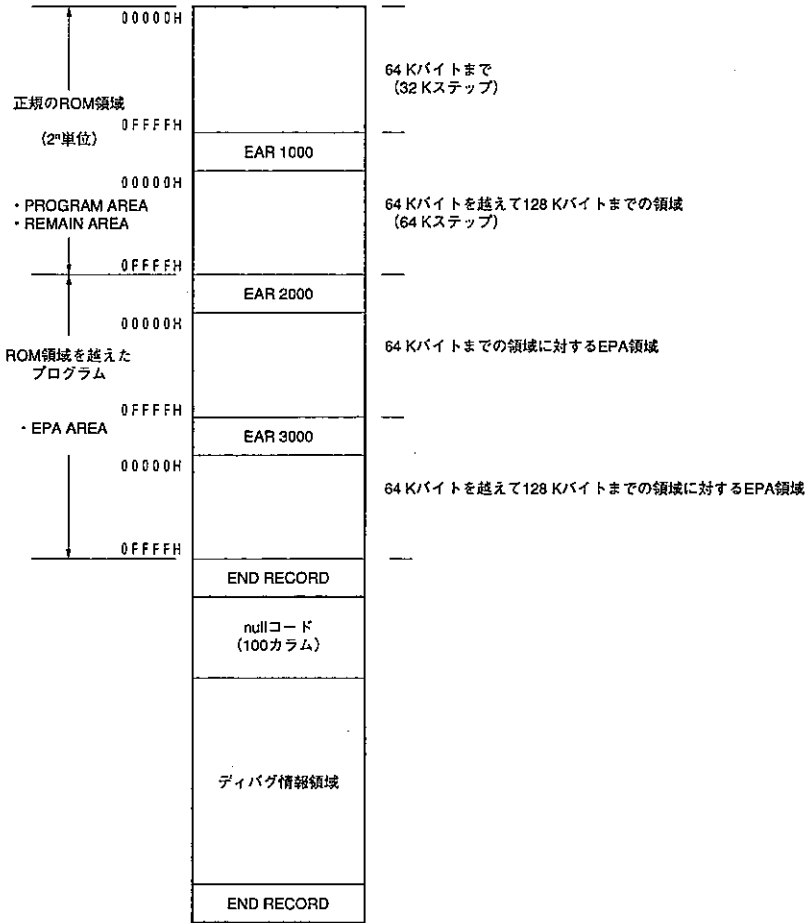 00000H
64 Kバイトまで
(32 Kステップ)
正規のROM領域
(2ⁿ単位)
0FFFFH
EAR 1000
00000H
・PROGRAM AREA
・REMAIN AREA
64 Kバイトを越えて128 Kバイトまでの領域
(64 Kステップ)
0FFFFH
EAR 2000
00000H
ROM領域を越えた
プログラム
64 Kバイトまでの領域に対するEPA領域
0FFFFH
・EPA AREA
EAR 3000
00000H
64 Kバイトを越えて128 Kバイトまでの領域に対するEPA領域
0FFFFH
END RECORD
nullコード
(100カラム)
ディバグ情報領域
END RECORD